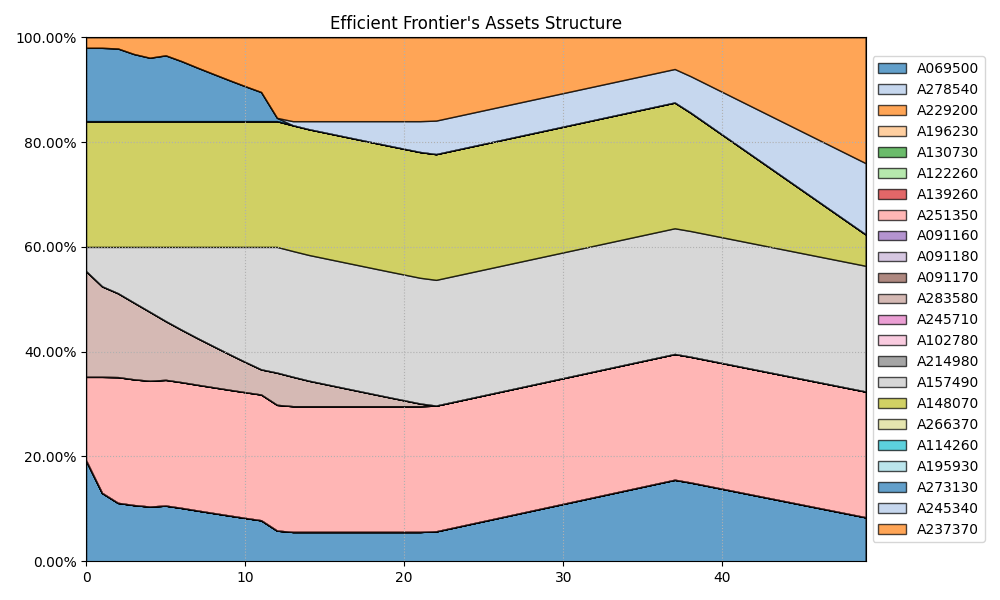 Efficient Frontier's Assets Structure
100.00%
80.00%
60.00%
40.00%
20.00%
0.00%
0 10 20 30 40
A069500
A278540
A229200
A196230
A130730
A122260
A139260
A251350
A091160
A091180
A091170
A283580
A245710
A102780
A214980
A157490
A148070
A266370
A114260
A195930
A273130
A245340
A237370